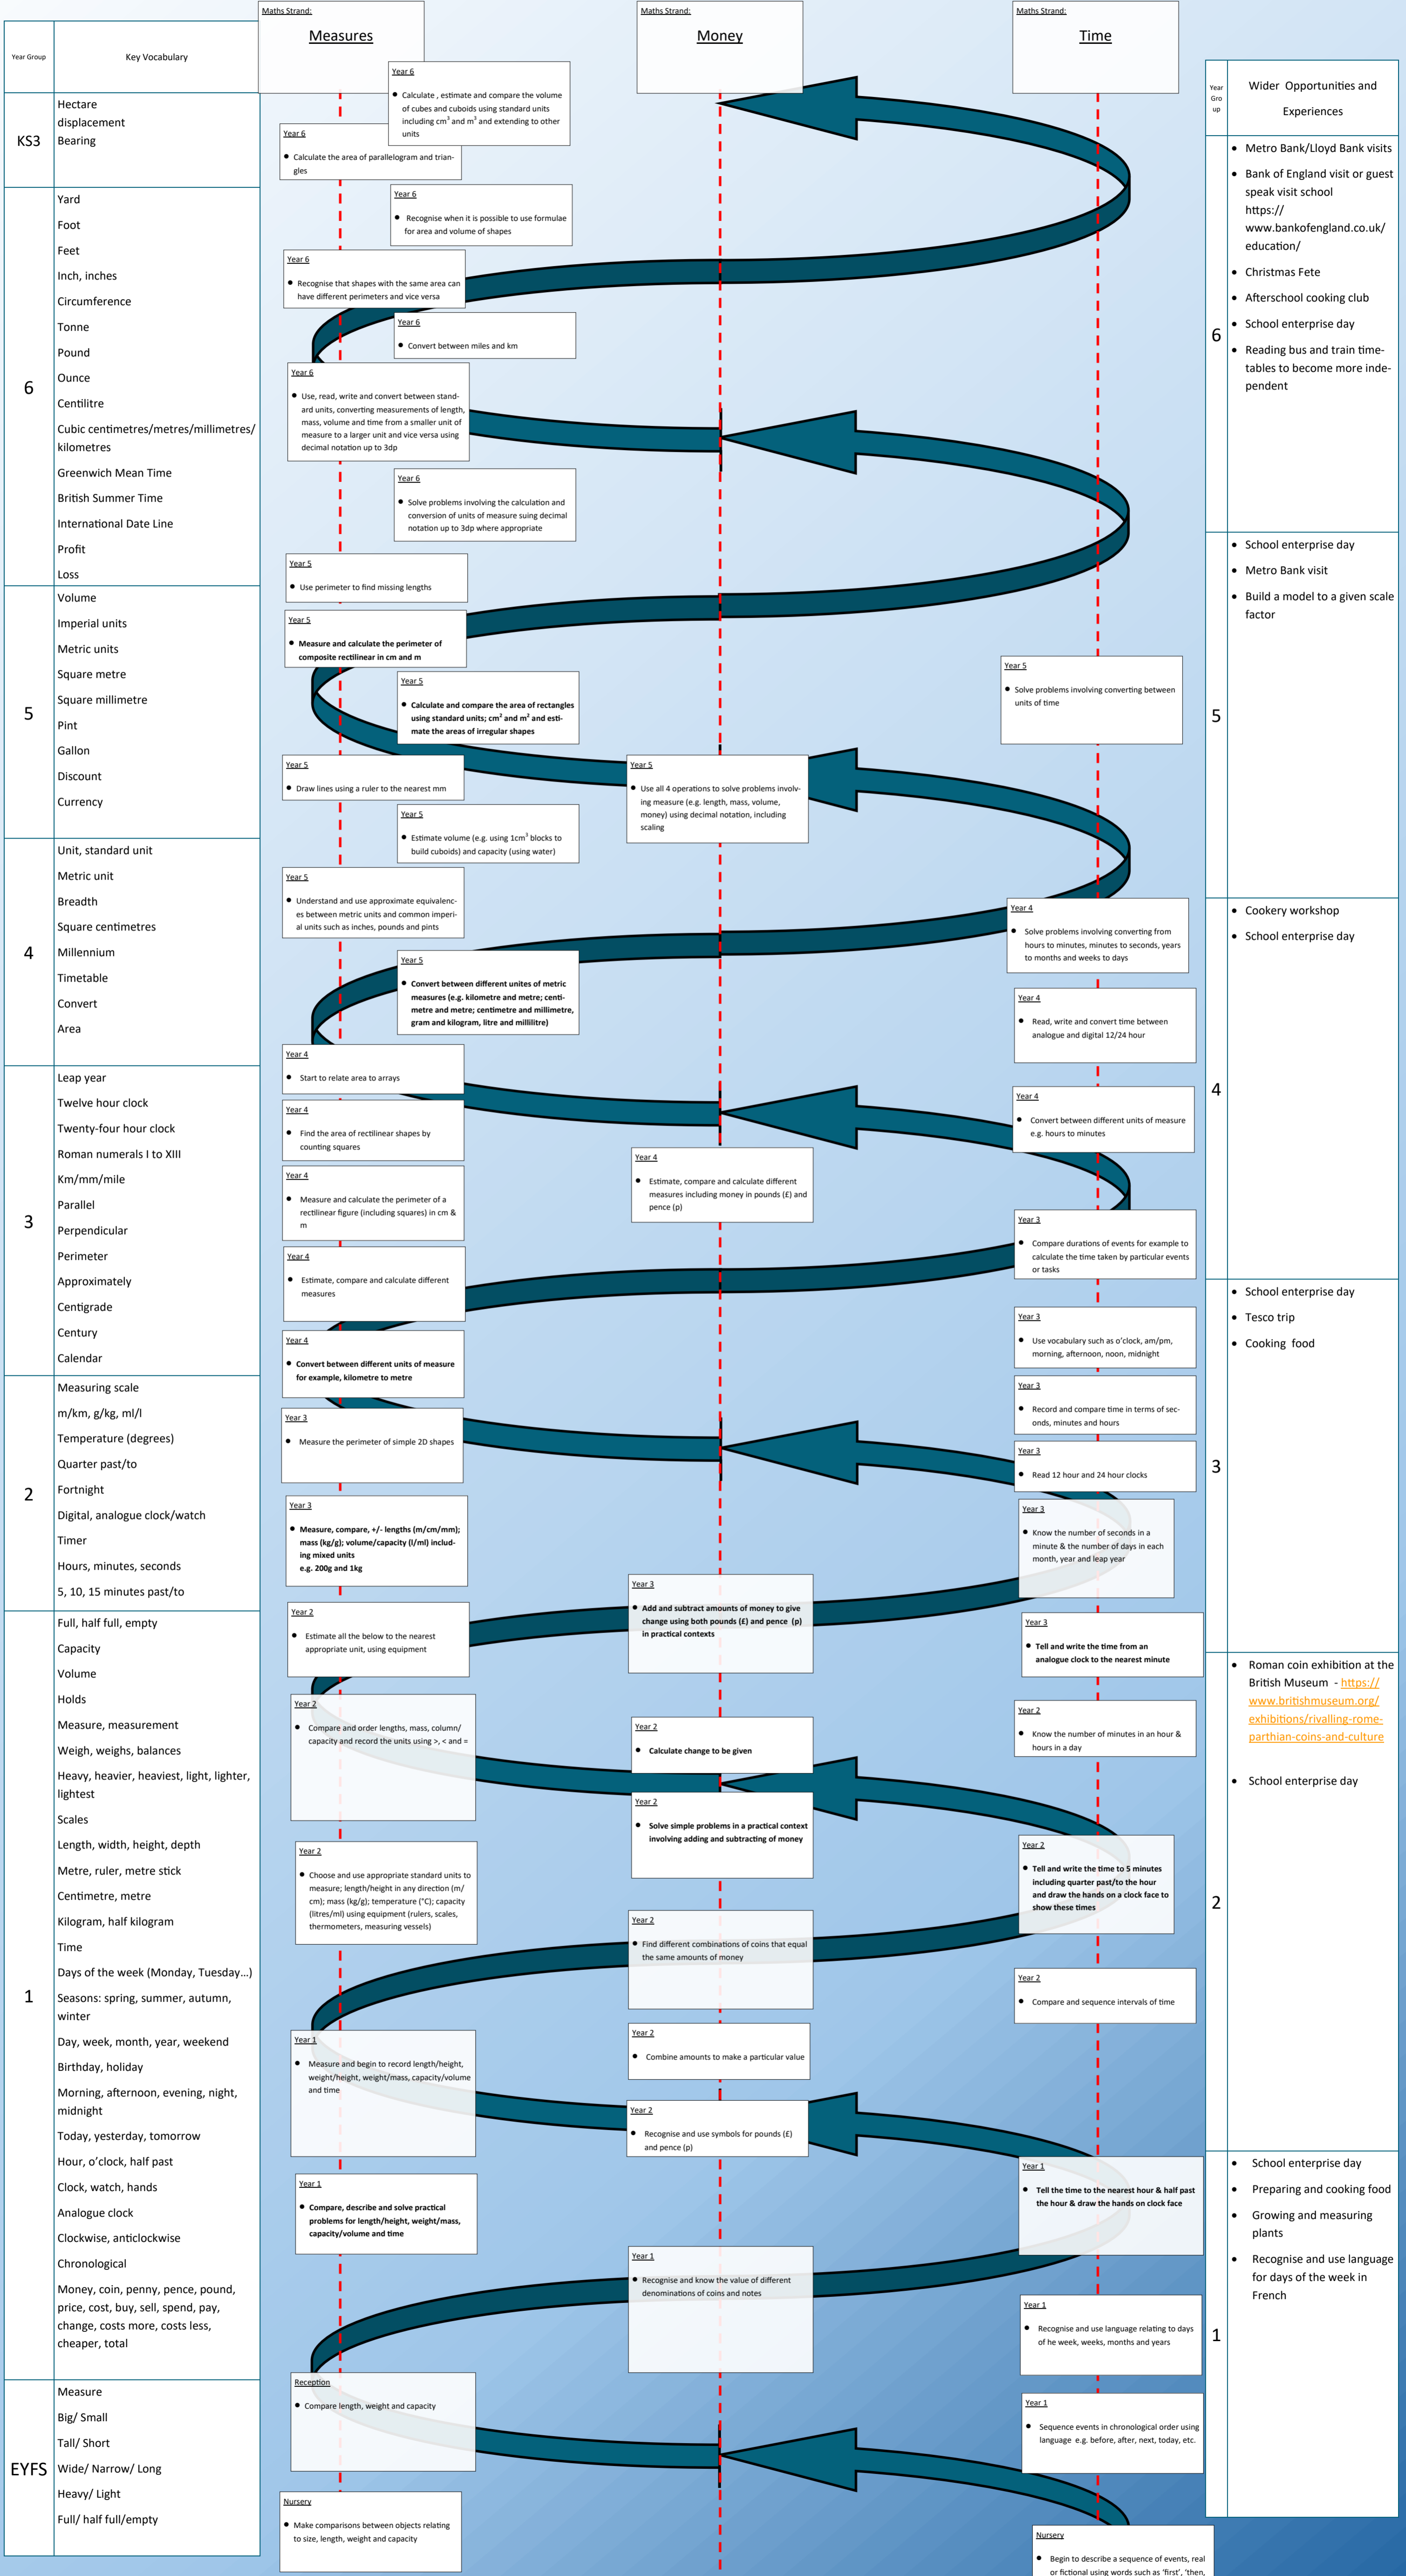 Year Group
Key Vocabulary
KS3
Hectare
displacement
Bearing
6
Yard
Foot
Feet
Inch, inches
Circumference
Tonne
Pound
Ounce
Centilitre
Cubic centimetres/metres/millimetres/
kilometres
Greenwich Mean Time
British Summer Time
International Date Line
Profit
Loss
5
Volume
Imperial units
Metric units
Square metre
Square millimetre
Pint
Gallon
Discount
Currency
4
Unit, standard unit
Metric unit
Breadth
Square centimetres
Millennium
Timetable
Convert
Area
3
Leap year
Twelve hour clock
Twenty-four hour clock
Roman numerals I to XIII
Km/mm/mile
Parallel
Perpendicular
Perimeter
Approximately
Centigrade
Century
Calendar
2
Measuring scale
m/km, g/kg, ml/l
Temperature (degrees)
Quarter past/to
Fortnight
Digital, analogue clock/watch
Timer
Hours, minutes, seconds
5, 10, 15 minutes past/to
1
Full, half full, empty
Capacity
Volume
Holds
Measure, measurement
Weigh, weighs, balances
Heavy, heavier, heaviest, light, lighter,
lightest
Scales
Length, width, height, depth
Metre, ruler, metre stick
Centimetre, metre
Kilogram, half kilogram
Time
Days of the week (Monday, Tuesday...)
Seasons: spring, summer, autumn,
winter
Day, week, month, year, weekend
Birthday, holiday
Morning, afternoon, evening, night,
midnight
Today, yesterday, tomorrow
Hour, o'clock, half past
Clock, watch, hands
Analogue clock
Clockwise, anticlockwise
Chronological
Money, coin, penny, pence, pound,
price, cost, buy, sell, spend, pay,
change, costs more, costs less,
cheaper, total
EYFS
Measure
Big/ Small
Tall/ Short
Wide/ Narrow/ Long
Heavy/ Light
Full/ half full/empty
Maths Strand:
Measures
Year 6
• Calculate , estimate and compare the volume
of cubes and cuboids using standard units
including cm³ and m³ and extending to other
units
Year 6
• Calculate the area of parallelogram and trian-
gles
Year 6
• Recognise when it is possible to use formulae
for area and volume of shapes
Year 6
• Recognise that shapes with the same area can
have different perimeters and vice versa
Year 6
• Convert between miles and km
Year 6
• Use, read, write and convert between stand-
ard units, converting measurements of length,
mass, volume and time from a smaller unit of
measure to a larger unit and vice versa using
decimal notation up to 3dp
Year 6
• Solve problems involving the calculation and
conversion of units of measure suing decimal
notation up to 3dp where appropriate
Year 5
• Use perimeter to find missing lengths
Year 5
• Measure and calculate the perimeter of
composite rectilinear in cm and m
Year 5
• Calculate and compare the area of rectangles
using standard units; cm² and m² and esti-
mate the areas of irregular shapes
Year 5
• Draw lines using a ruler to the nearest mm
Year 5
• Estimate volume (e.g. using 1cm³ blocks to
build cuboids) and capacity (using water)
Year 5
• Understand and use approximate equivalenc-
es between metric units and common imperi-
al units such as inches, pounds and pints
Year 5
• Convert between different unites of metric
measures (e.g. kilometre and metre; centi-
metre and metre; centimetre and millimetre,
gram and kilogram, litre and millilitre)
Year 4
• Start to relate area to arrays
Year 4
• Find the area of rectilinear shapes by
counting squares
Year 4
• Measure and calculate the perimeter of a
rectilinear figure (including squares) in cm &
m
Year 4
• Estimate, compare and calculate different
measures
Year 4
• Convert between different units of measure
for example, kilometre to metre
Year 3
• Measure the perimeter of simple 2D shapes
Year 3
• Measure, compare, +/- lengths (m/cm/mm);
mass (kg/g); volume/capacity (l/ml) includ-
ing mixed units
e.g. 200g and 1kg
Year 2
• Estimate all the below to the nearest
appropriate unit, using equipment
Year 2
• Compare and order lengths, mass, column/
capacity and record the units using >, < and =
Year 2
• Choose and use appropriate standard units to
measure; length/height in any direction (m/
cm); mass (kg/g); temperature (°C); capacity
(litres/ml) using equipment (rulers, scales,
thermometers, measuring vessels)
Year 1
• Measure and begin to record length/height,
weight/height, weight/mass, capacity/volume
and time
Year 1
• Compare, describe and solve practical
problems for length/height, weight/mass,
capacity/volume and time
Reception
• Compare length, weight and capacity
Nursery
• Make comparisons between objects relating
to size, length, weight and capacity
Maths Strand:
Money
Year 5
• Use all 4 operations to solve problems involv-
ing measure (e.g. length, mass, volume,
money) using decimal notation, including
scaling
Year 4
• Estimate, compare and calculate different
measures including money in pounds (£) and
pence (p)
Year 3
• Add and subtract amounts of money to give
change using both pounds (£) and pence (p)
in practical contexts
Year 2
• Calculate change to be given
Year 2
• Solve simple problems in a practical context
involving adding and subtracting of money
Year 2
• Find different combinations of coins that equal
the same amounts of money
Year 2
• Combine amounts to make a particular value
Year 2
• Recognise and use symbols for pounds (£)
and pence (p)
Year 1
• Recognise and know the value of different
denominations of coins and notes
Maths Strand:
Time
Year 5
• Solve problems involving converting between
units of time
Year 4
• Solve problems involving converting from
hours to minutes, minutes to seconds, years
to months and weeks to days
Year 4
• Read, write and convert time between
analogue and digital 12/24 hour
Year 4
• Convert between different units of measure
e.g. hours to minutes
Year 3
• Compare durations of events for example to
calculate the time taken by particular events
or tasks
Year 3
• Use vocabulary such as o'clock, am/pm,
morning, afternoon, noon, midnight
Year 3
• Record and compare time in terms of sec-
onds, minutes and hours
Year 3
• Read 12 hour and 24 hour clocks
Year 3
• Know the number of seconds in a
minute & the number of days in each
month, year and leap year
Year 3
• Tell and write the time from an
analogue clock to the nearest minute
Year 2
• Know the number of minutes in an hour &
hours in a day
Year 2
• Tell and write the time to 5 minutes
including quarter past/to the hour
and draw the hands on a clock face to
show these times
Year 2
• Compare and sequence intervals of time
Year 1
• Tell the time to the nearest hour & half past
the hour & draw the hands on clock face
Year 1
• Recognise and use language relating to days
of he week, weeks, months and years
Year 1
• Sequence events in chronological order using
language e.g. before, after, next, today, etc.
Nursery
• Begin to describe a sequence of events, real
or fictional using words such as 'first', 'then,
Year
Gro
up
Wider Opportunities and
Experiences
6
• Metro Bank/Lloyd Bank visits
• Bank of England visit or guest
speak visit school
https://
www.bankofengland.co.uk/
education/
• Christmas Fete
• Afterschool cooking club
• School enterprise day
• Reading bus and train time-
tables to become more inde-
pendent
5
• School enterprise day
• Metro Bank visit
• Build a model to a given scale
factor
4
• Cookery workshop
• School enterprise day
3
• School enterprise day
• Tesco trip
• Cooking food
2
• Roman coin exhibition at the
British Museum - https://
www.britishmuseum.org/
exhibitions/rivalling-rome-
parthian-coins-and-culture
• School enterprise day
1
• School enterprise day
• Preparing and cooking food
• Growing and measuring
plants
• Recognise and use language
for days of the week in
French